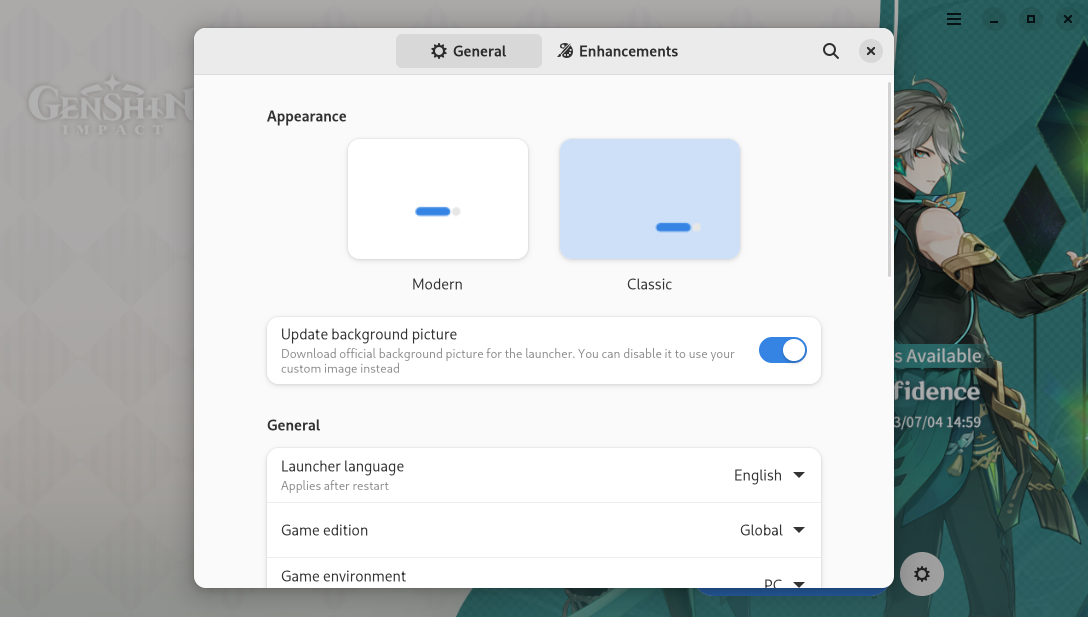 General
Enhancements
GENSHIN
IMPACT
Appearance
Modern
Classic
Update background picture
Download official background picture for the launcher. You can disable it to use your
custom image instead
s Available
fidence
3/07/04 14:59
General
Launcher language
Applies after restart
English
Game edition
Global
Game environment
PC